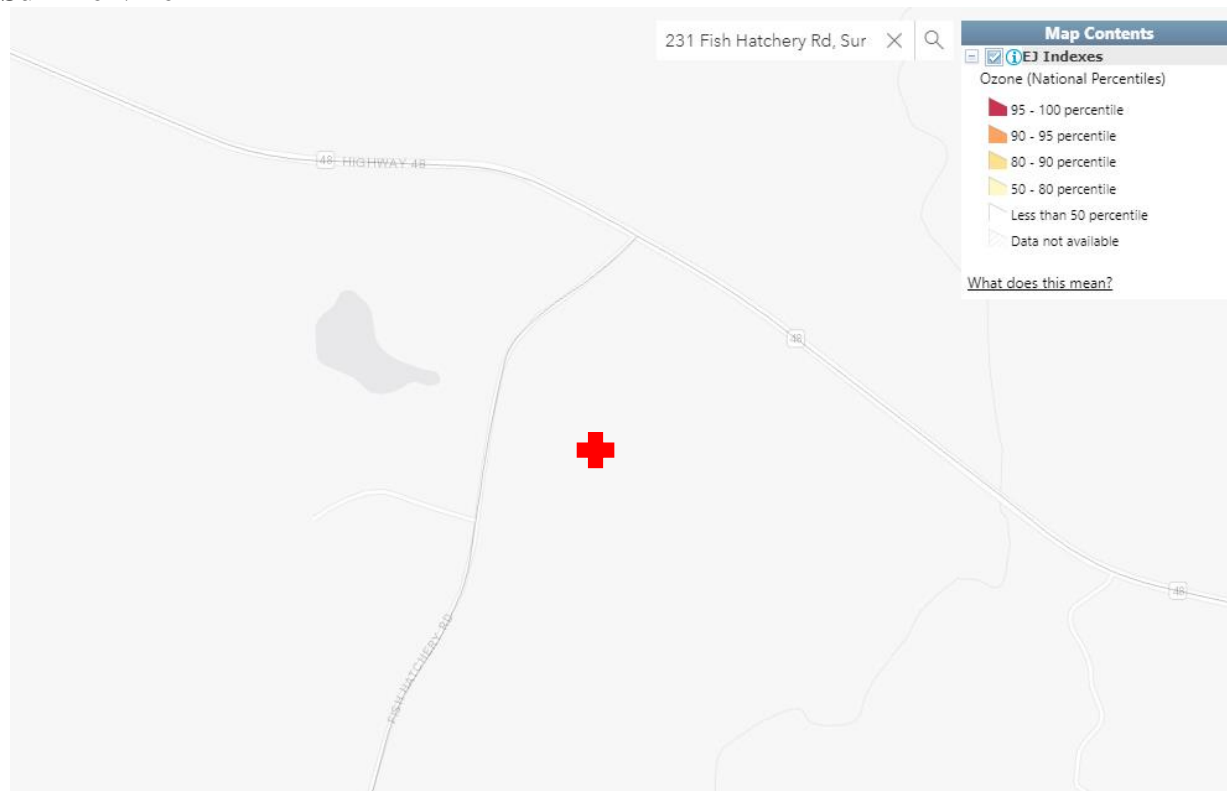 231 Fish Hatchery Rd, Sur
Map Contents
EJ Indexes
Ozone (National Percentiles)
95 - 100 percentile
90 - 95 percentile
80 - 90 percentile
50 - 80 percentile
Less than 50 percentile
Data not available
What does this mean?
48 HIGHWAY 48
48
48
FISH HATCHERY RD